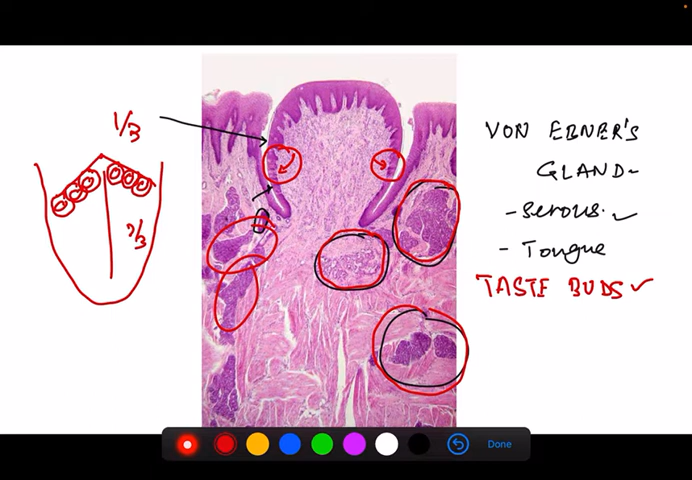 1/3
2/3
VON EBNER'S
GLAND
- Serous
- Tongue
TASTE BUDS
Done